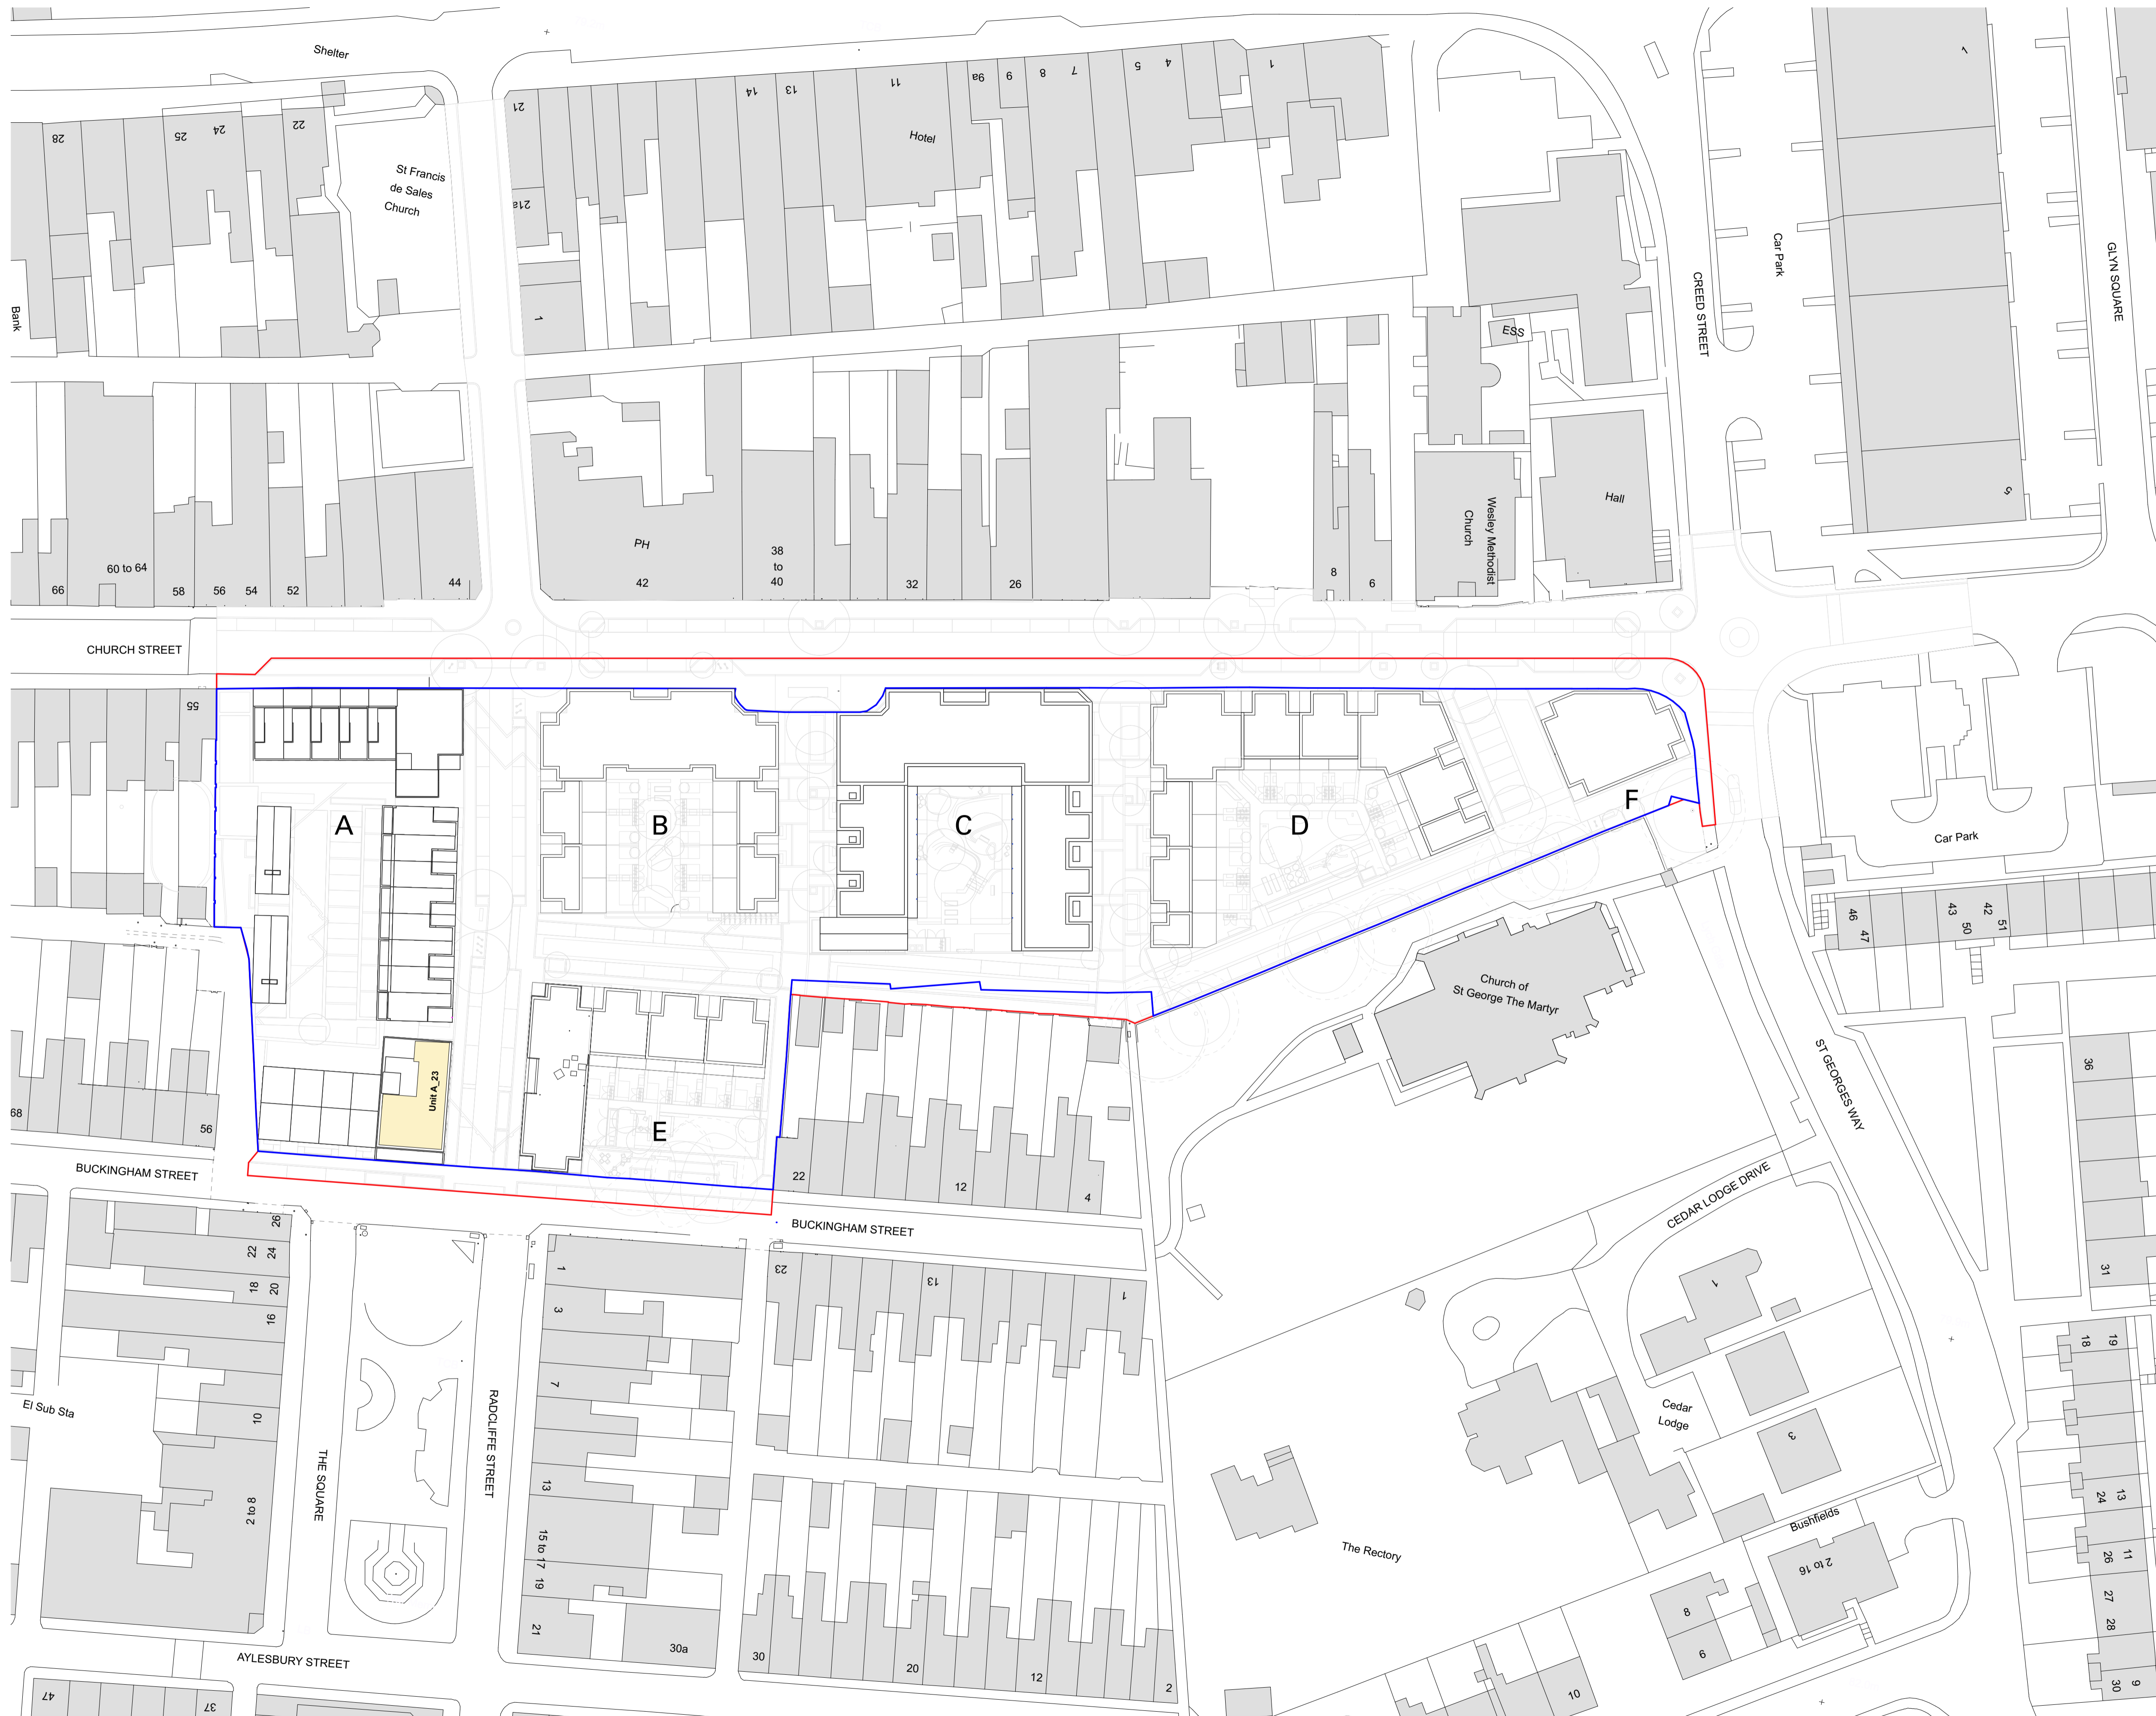 Shelter
28
25
24
22
St Francis
de Sales
Church
Bank
21
21a
1
14
13
11
Hotel
9a
9
8
7
5
4
1
ESS
CREED STREET
Car Park
1
5
GLYN SQUARE
66
60 to 64
58
56
54
52
44
PH
42
38
to
40
32
26
8
6
Wesley Methodist
Church
Hall
CHURCH STREET
55
A
B
C
D
F
E
Unit A_23
Car Park
46
47
43
50
42
51
Church of
St George The Martyr
ST GEORGES WAY
36
31
68
56
BUCKINGHAM STREET
22
12
4
BUCKINGHAM STREET
26
22
24
18
20
16
10
El Sub Sta
2 to 8
THE SQUARE
RADCLIFFE STREET
1
3
7
13
15 to 17
19
21
30a
23
13
1
30
20
12
2
CEDAR LODGE DRIVE
1
Cedar
Lodge
3
The Rectory
Bushfields
2 to 16
8
6
10
18
19
24
13
26
11
27
28
30
9
AYLESBURY STREET
47
37